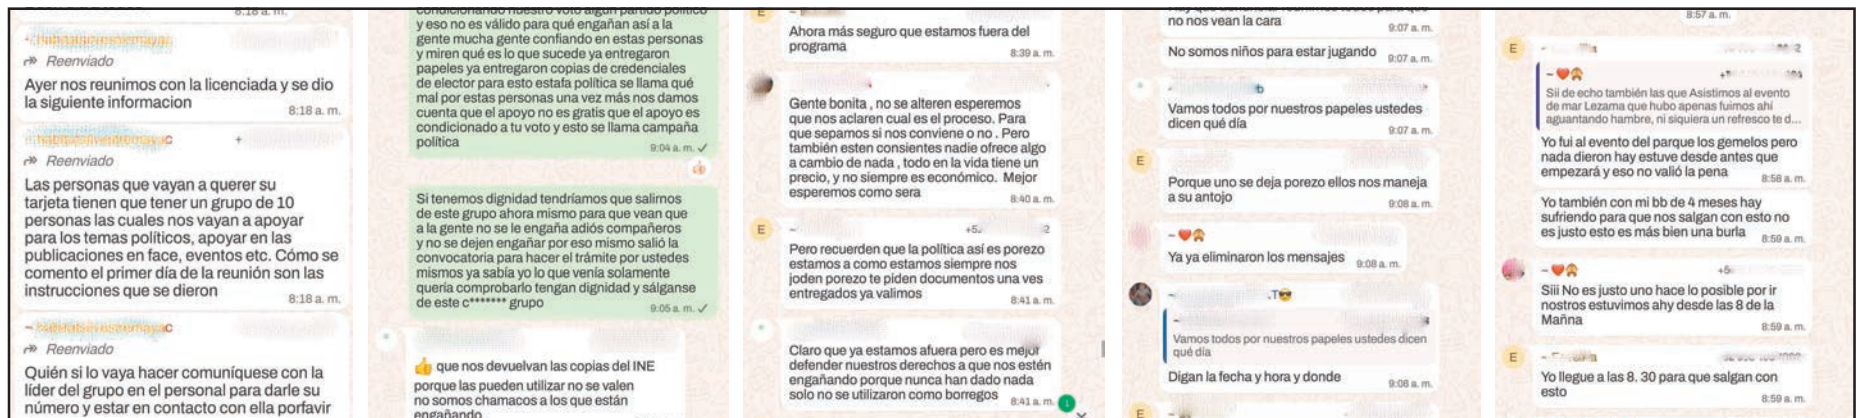 8:18 a. m.
Reenviado
Ayer nos reunimos con la licenciada y se dio
la siguiente informacion
8:18 a. m.
Reenviado
Las personas que vayan a querer su
tarjeta tienen que tener un grupo de 10
personas las cuales nos vayan a apoyar
para los temas políticos, apoyar en las
publicaciones en face, eventos etc. Cómo se
comento el primer día de la reunión son las
instrucciones que se dieron
8:18 a. m.
Reenviado
Quién si lo vaya hacer comuníquese con la
líder del grupo en el personal para darle su
número y estar en contacto con ella porfavir
condicionando nuestro voto algún partido político
y eso no es válido para qué engañan así a la
gente mucha gente confiando en estas personas
y miren qué es lo que sucede ya entregaron
papeles ya entregaron copias de credenciales
de elector para esto estafa política se llama qué
mal por estas personas una vez más nos damos
cuenta que el apoyo no es gratis que el apoyo es
condicionado a tu voto y esto se llama campaña
política
9:04 a. m.
Si tenemos dignidad tendríamos que salirnos
de este grupo ahora mismo para que vean que
a la gente no se le engaña adiós compañeros
y no se dejen engañar por eso mismo salió la
convocatoria para hacer el trámite por ustedes
mismos ya sabía yo lo que venía solamente
quería comprobarlo tengan dignidad y sálganse
de este c******* grupo
9:05 a. m.
👍 que nos devuelvan las copias del INE
porque las pueden utilizar no se valen
no somos chamacos a los que están
engañando
E
Ahora más seguro que estamos fuera del
programa
8:39 a. m.
Gente bonita , no se alteren esperemos
que nos aclaren cual es el proceso. Para
que sepamos si nos conviene o no . Pero
también esten consientes nadie ofrece algo
a cambio de nada , todo en la vida tiene un
precio, y no siempre es económico. Mejor
esperemos como sera
8:40 a. m.
E
Pero recuerden que la política así es porezo
estamos a como estamos siempre nos
joden porezo te piden documentos una ves
entregados ya valimos
8:41 a. m.
Claro que ya estamos afuera pero es mejor
defender nuestros derechos a que nos estén
engañando porque nunca han dado nada
solo no se utilizaron como borregos
8:41 a. m.
no nos vean la cara
9:07 a. m.
No somos niños para estar jugando
9:07 a. m.
Vamos todos por nuestros papeles ustedes
dicen qué día
9:07 a. m.
E
Porque uno se deja porezo ellos nos maneja
a su antojo
9:08 a. m.
~ ❤️
Ya ya eliminaron los mensajes
9:08 a. m.
Vamos todos por nuestros papeles ustedes dicen
qué día
Digan la fecha y hora y donde
9:08 a. m.
E
8:57 a. m.
E
~ ❤️
Sii de echo también las que Asistimos al evento
de mar Lezama que hubo apenas fuimos ahi
aguantando hambre, ni siquiera un refresco te d...
Yo fui al evento del parque los gemelos pero
nada dieron hay estuve desde antes que
empezará y eso no valió la pena
8:58 a. m.
Yo también con mi bb de 4 meses hay
sufriendo para que nos salgan con esto no
es justo esto es más bien una burla
8:59 a. m.
~ ❤️
Siii No es justo uno hace lo posible por ir
nostros estuvimos ahy desde las 8 de la
Mañna
8:59 a. m.
E
Yo llegue a las 8. 30 para que salgan con
esto
8:59 a. m.